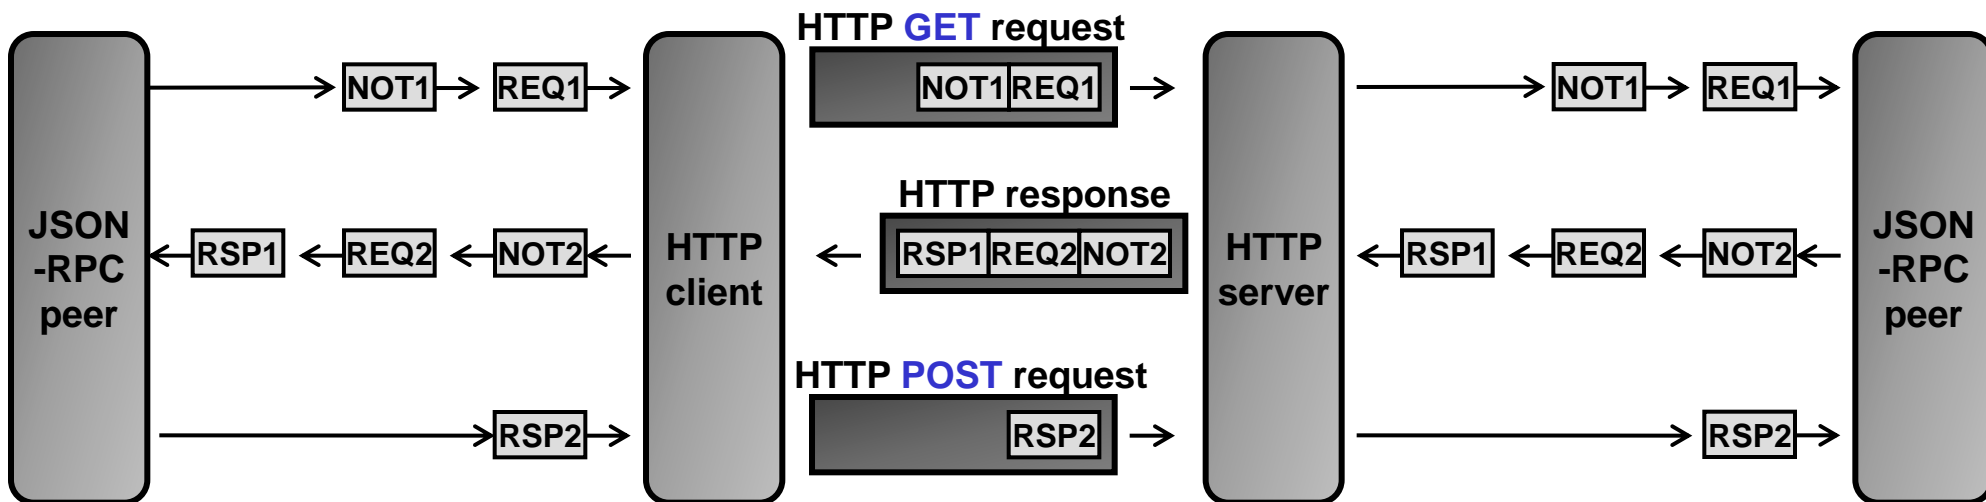 HTTP GET request
NOT1 REQ1 NOT1 REQ1 NOT1 REQ1
HTTP response
JSON
-RPC
peer
RSP1 REQ2 NOT2
HTTP
client
RSP1 REQ2 NOT2
HTTP
server
RSP1 REQ2 NOT2
JSON
-RPC
peer
HTTP POST request
RSP2 RSP2 RSP2